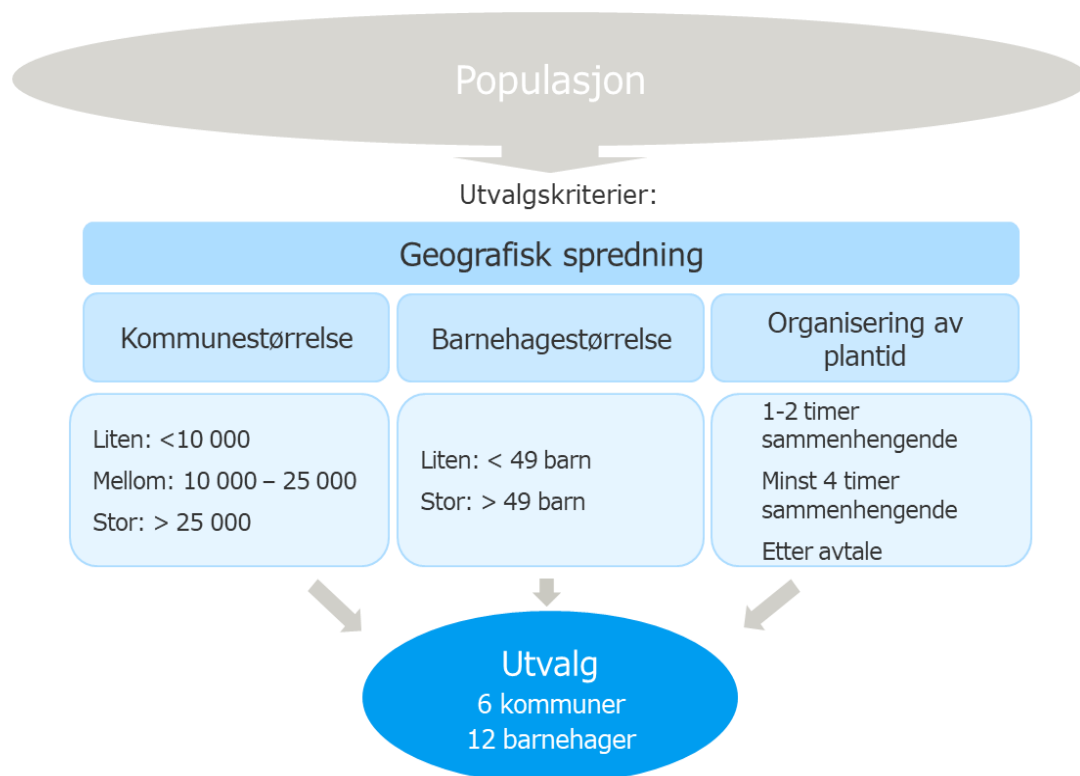 Populasjon
Utvalgskriterier:
Geografisk spredning
Kommunestørrelse
Barnehagestørrelse
Organisering av
plantid
Liten: <10 000
Mellom: 10 000 – 25 000
Stor: > 25 000
Liten: < 49 barn
Stor: > 49 barn
1-2 timer
sammenhengende
Minst 4 timer
sammenhengende
Etter avtale
Utvalg
6 kommuner
12 barnehager